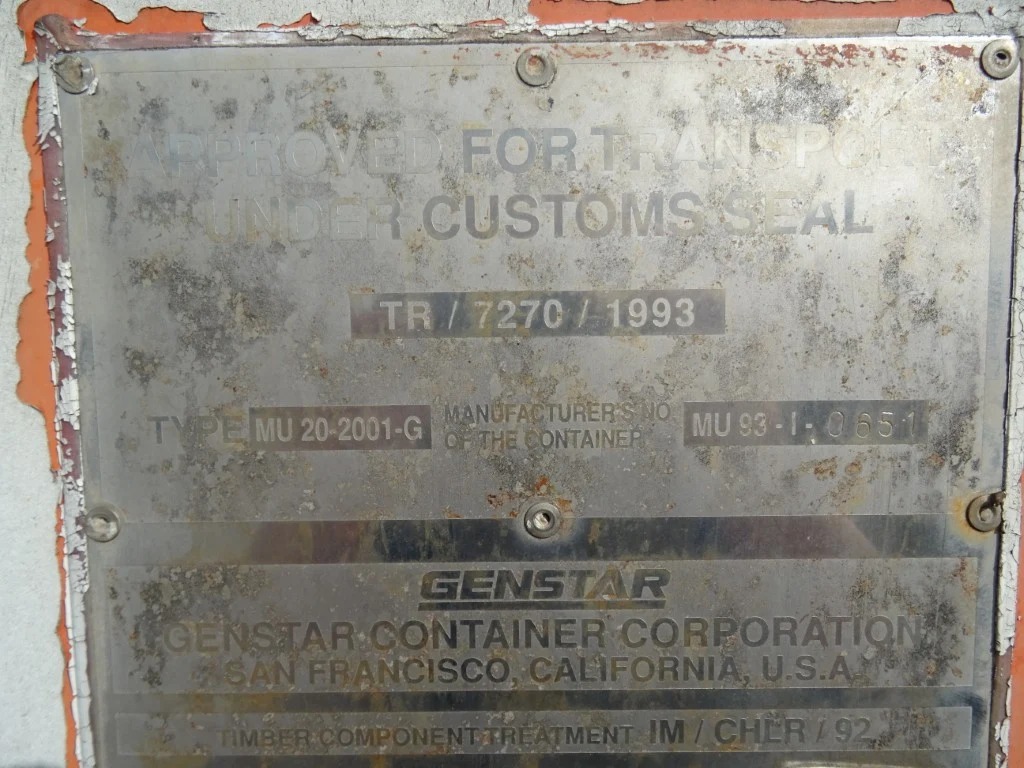 APPROVED FOR TRANSPORT
UNDER CUSTOMS SEAL
TR / 7270 / 1993
TYPE MU 20-2001-G MANUFACTURER'S NO. OF THE CONTAINER MU 93-I-0651
GENSTAR
GENSTAR CONTAINER CORPORATION
SAN FRANCISCO, CALIFORNIA, U.S.A.
TIMBER COMPONENT TREATMENT IM / CHLR / 92